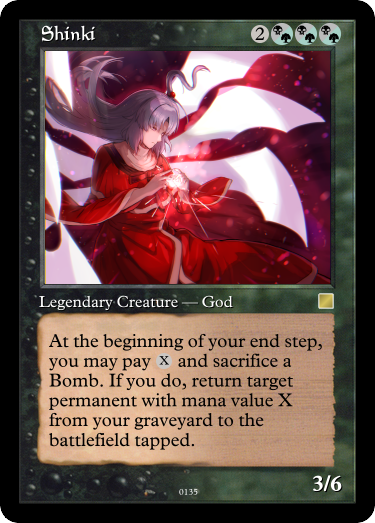 Shinki 2
Legendary Creature — God
At the beginning of your end step,
you may pay X and sacrifice a
Bomb. If you do, return target
permanent with mana value X
from your graveyard to the
battlefield tapped.
3/6
0135